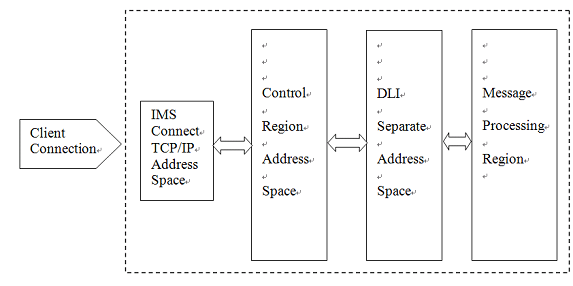 Client
Connection
IMS
Connect
TCP/IP
Address
Space
Control
Region
Address
Space
DLI
Separate
Address
Space
Message
Processing
Region